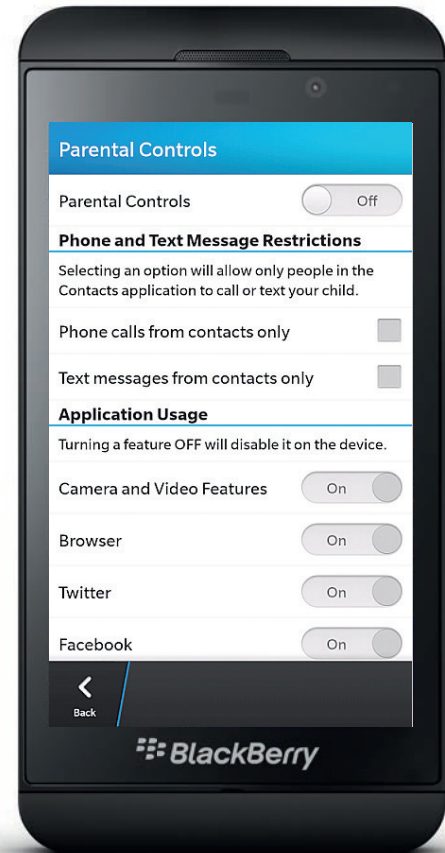 Parental Controls
Parental Controls Off
Phone and Text Message Restrictions
Selecting an option will allow only people in the
Contacts application to call or text your child.
Phone calls from contacts only
Text messages from contacts only
Application Usage
Turning a feature OFF will disable it on the device.
Camera and Video Features On
Browser On
Twitter On
Facebook On
Back
BlackBerry